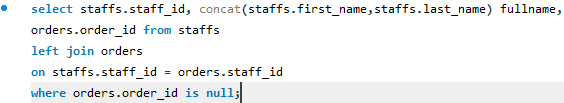 select staffs.staff_id, concat(staffs.first_name,staffs.last_name) fullname,
orders.order_id from staffs
left join orders
on staffs.staff_id = orders.staff_id
where orders.order_id is null;